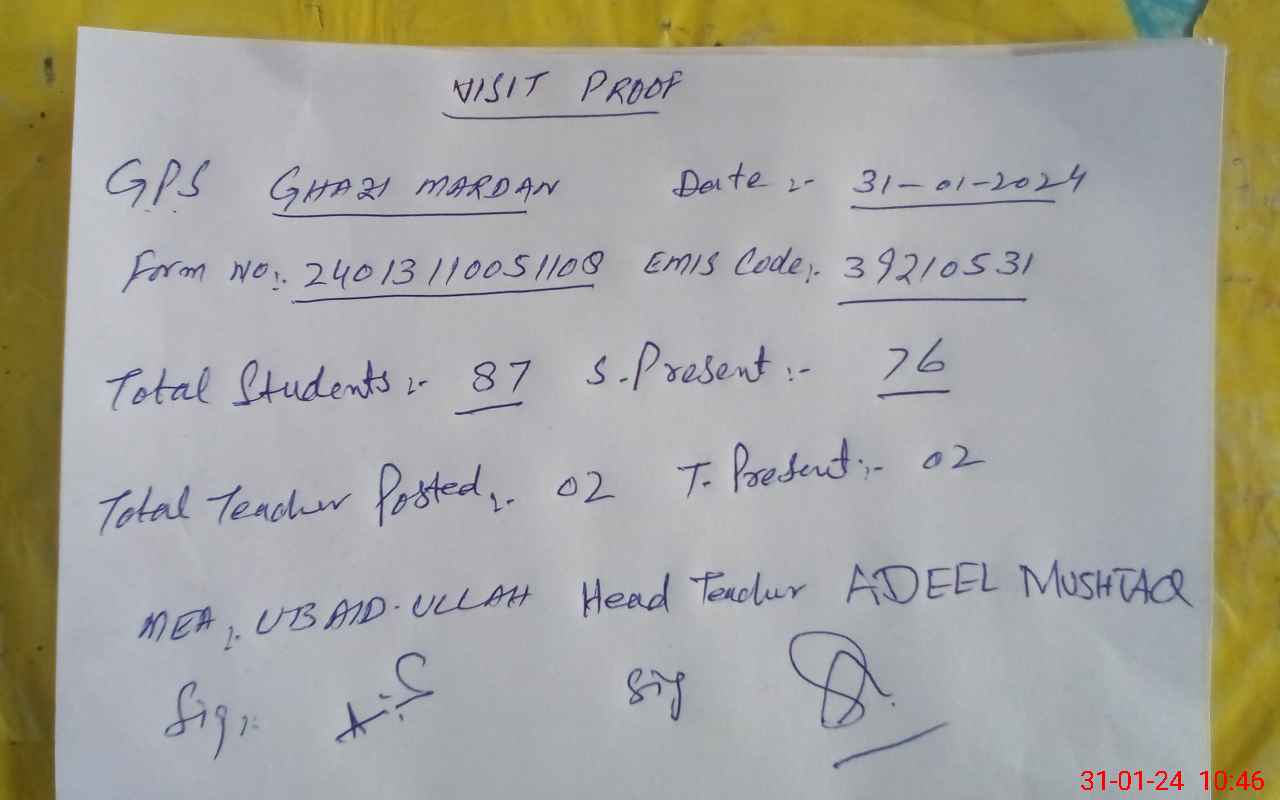 VISIT PROOF
GPS GHAZI MARDAN Date :- 31-01-2024
Form NO:. 24013110051108 EMIS Code:. 39210531
Total Students :- 87 S.Present :- 76
Total Teacher Posted :- 02 T. Present :- 02
MEA :. UBAID-ULLAH Head Teacher ADEEL MUSHTAQ
Sig :- Sig
31-01-24 10:46